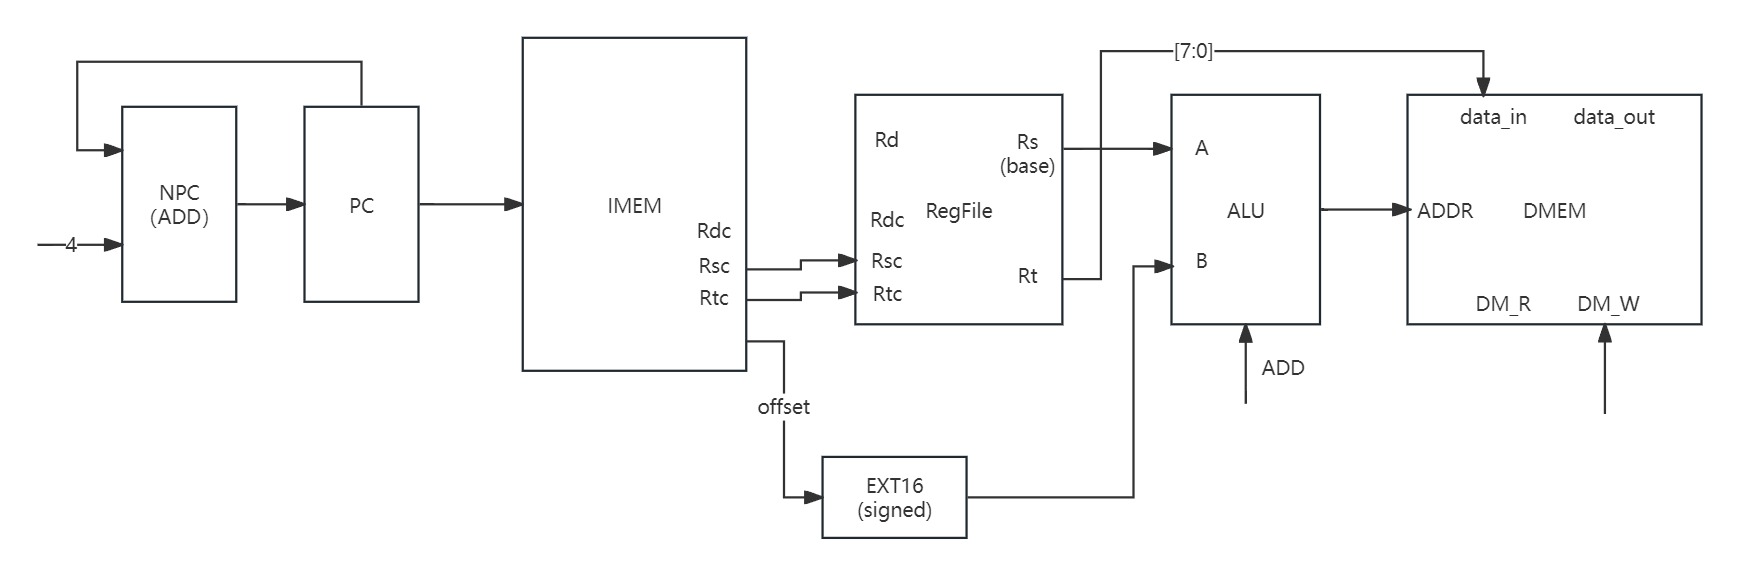 4
NPC
(ADD)
PC
IMEM
Rdc
Rsc
Rtc
offset
EXT16
(signed)
Rd
Rs
(base)
Rdc
RegFile
Rsc
Rtc
Rt
[7:0]
A
ALU
B
ADD
data_in
data_out
ADDR
DMEM
DM_R
DM_W